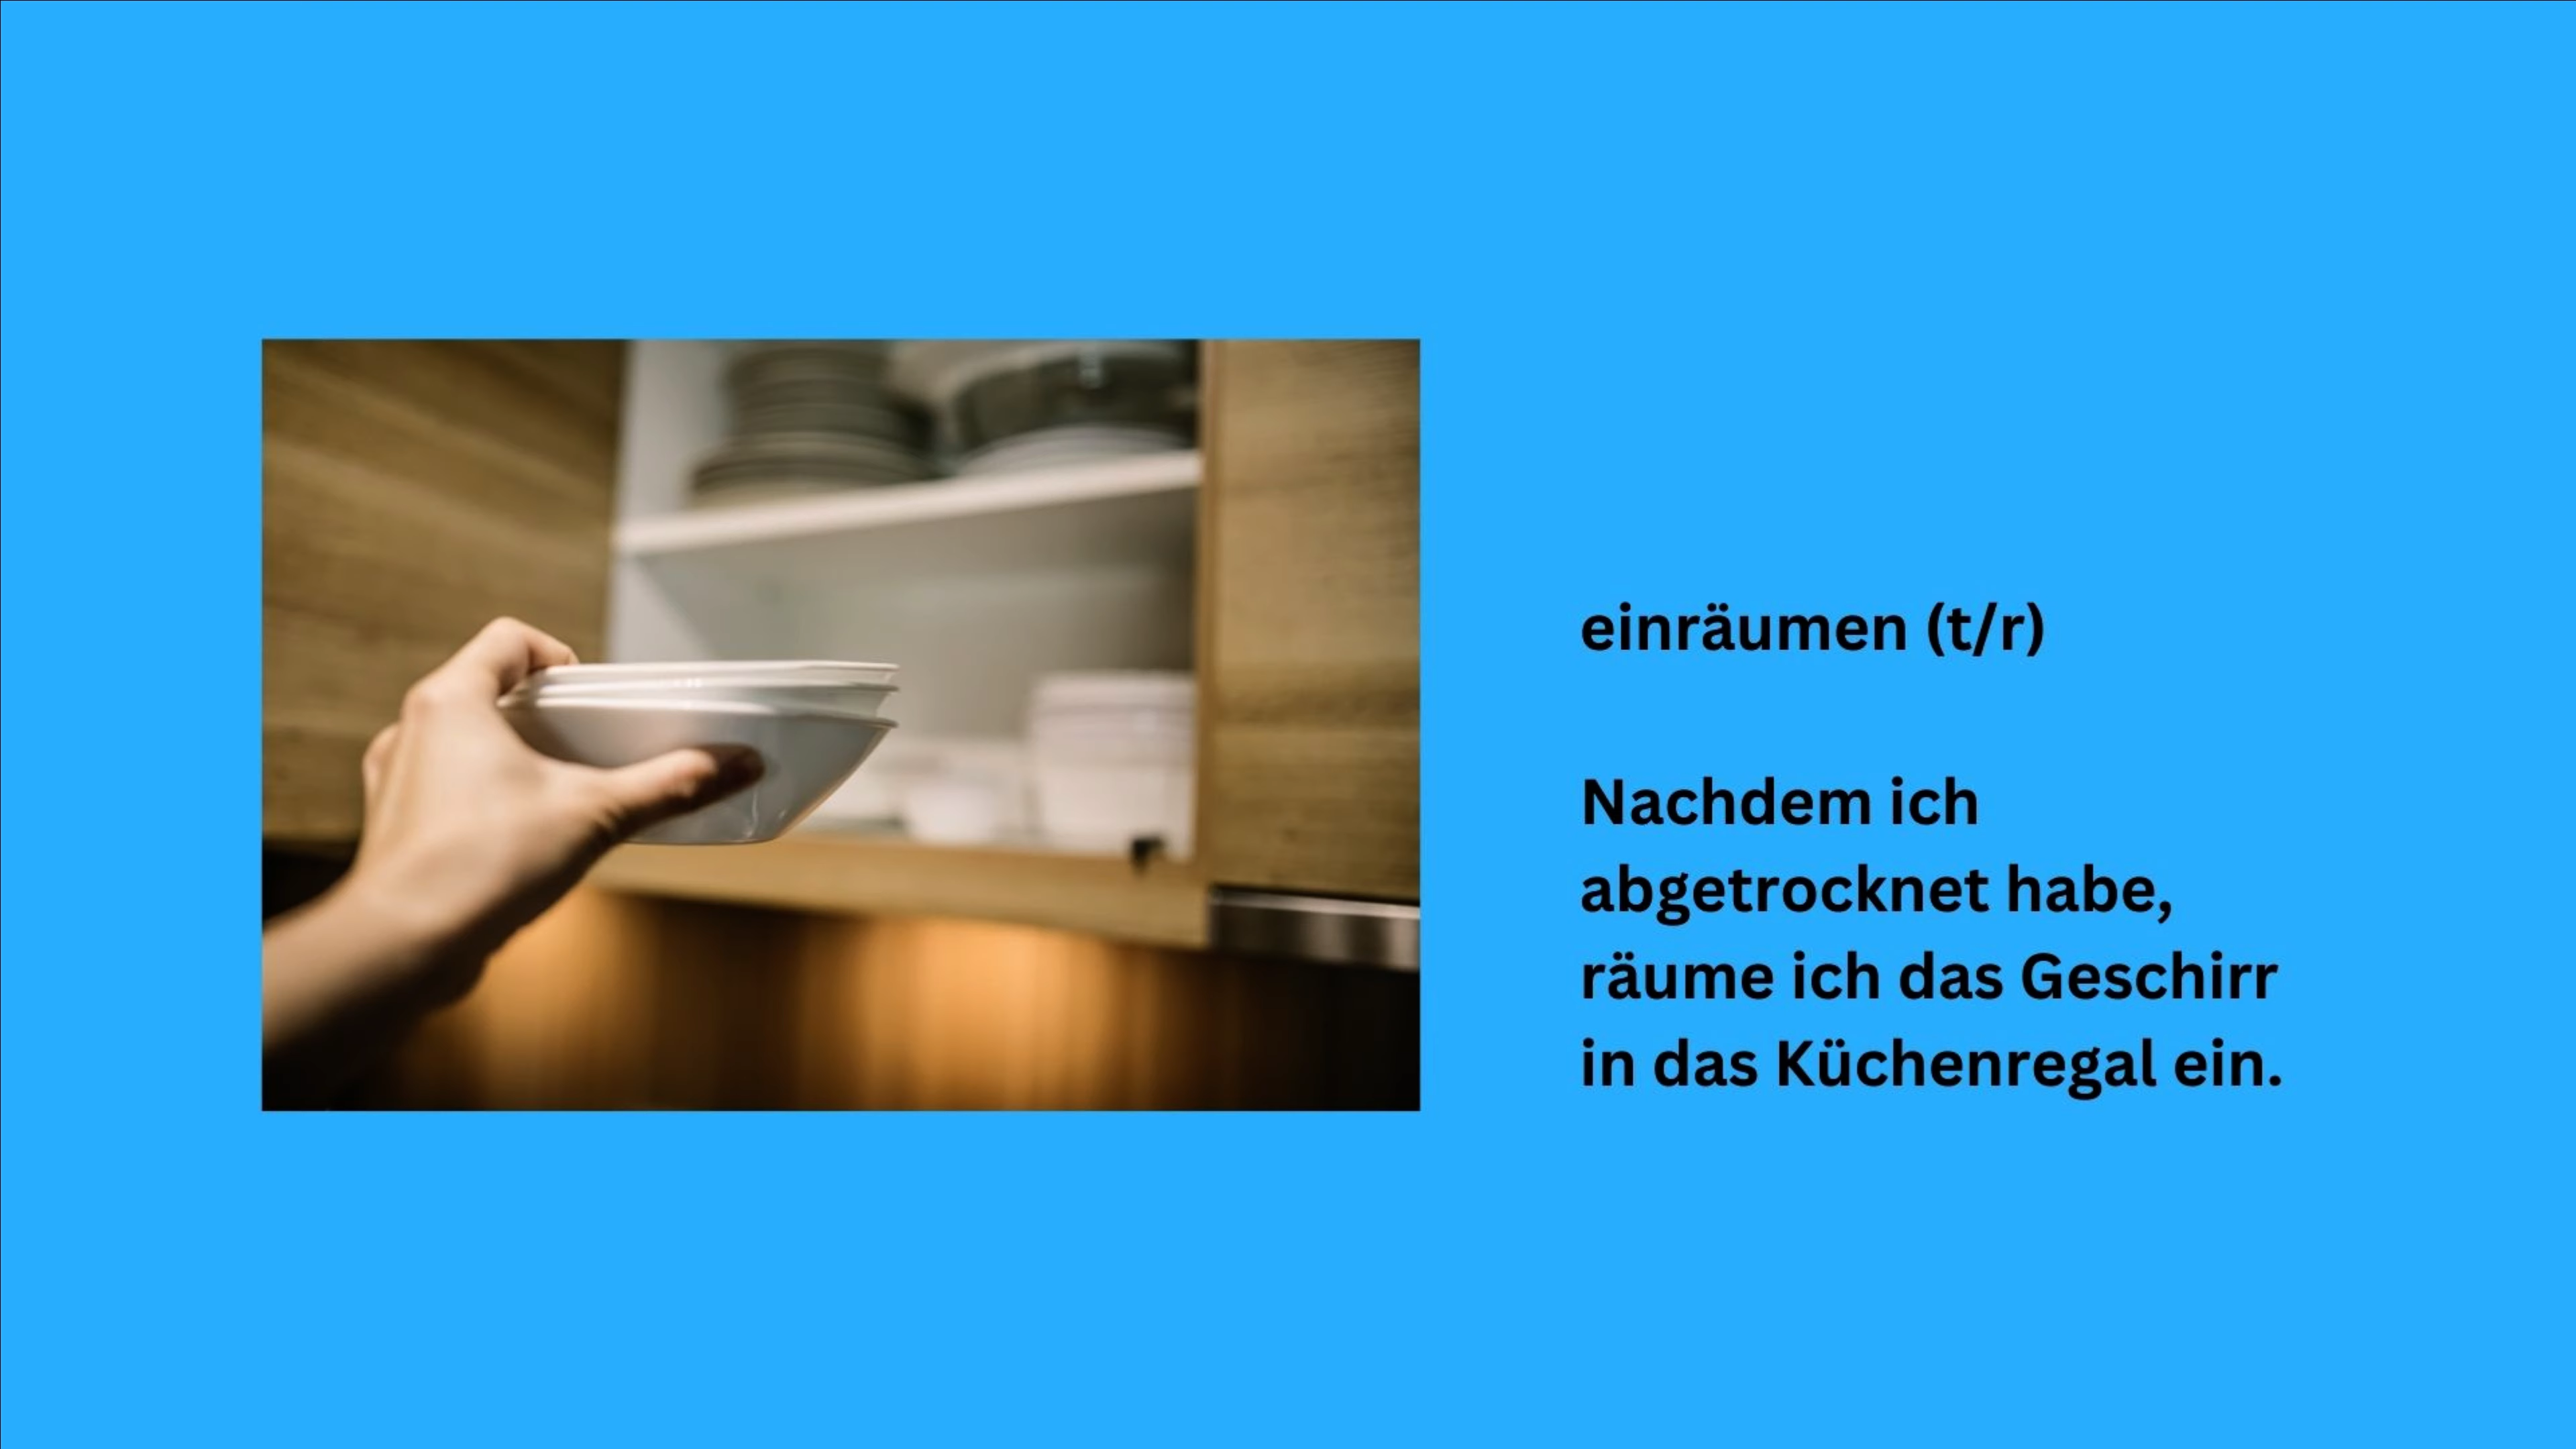 einräumen (t/r)
Nachdem ich
abgetrocknet habe,
räume ich das Geschirr
in das Küchenregal ein.